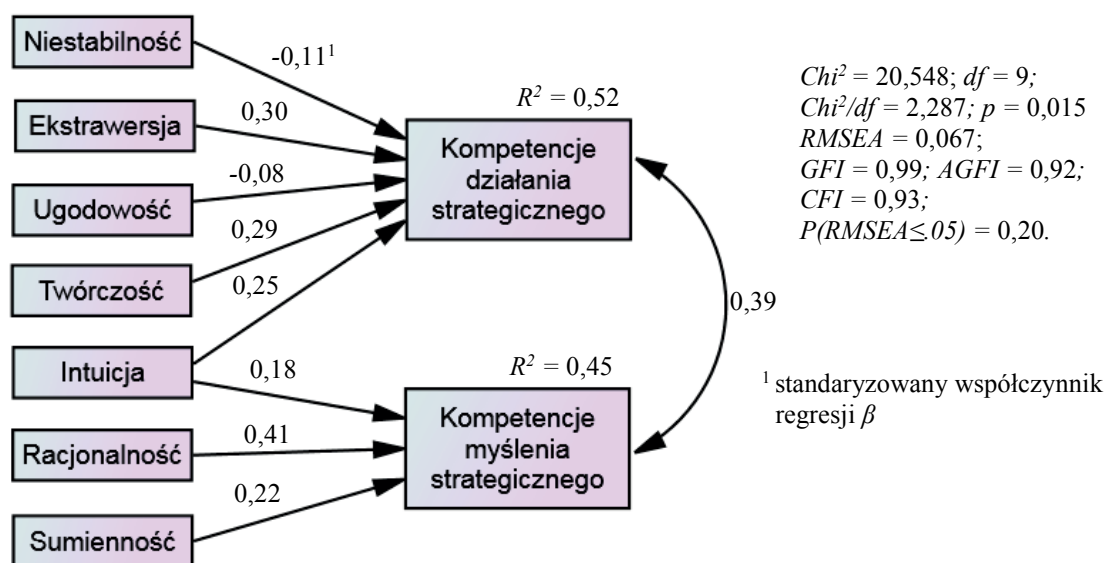 Niestabilność
-0,11¹
Ekstrawersja
0,30
R² = 0,52
Kompetencje
działania
strategicznego
Ugodowość
-0,08
Twórczość
0,29
Intuicja
0,25
0,18
R² = 0,45
Kompetencje
myślenia
strategicznego
Racjonalność
0,41
Sumienność
0,22
0,39
Chi² = 20,548; df = 9;
Chi²/df = 2,287; p = 0,015
RMSEA = 0,067;
GFI = 0,99; AGFI = 0,92;
CFI = 0,93;
P(RMSEA≤.05) = 0,20.
¹ standaryzowany współczynnik
regresji β